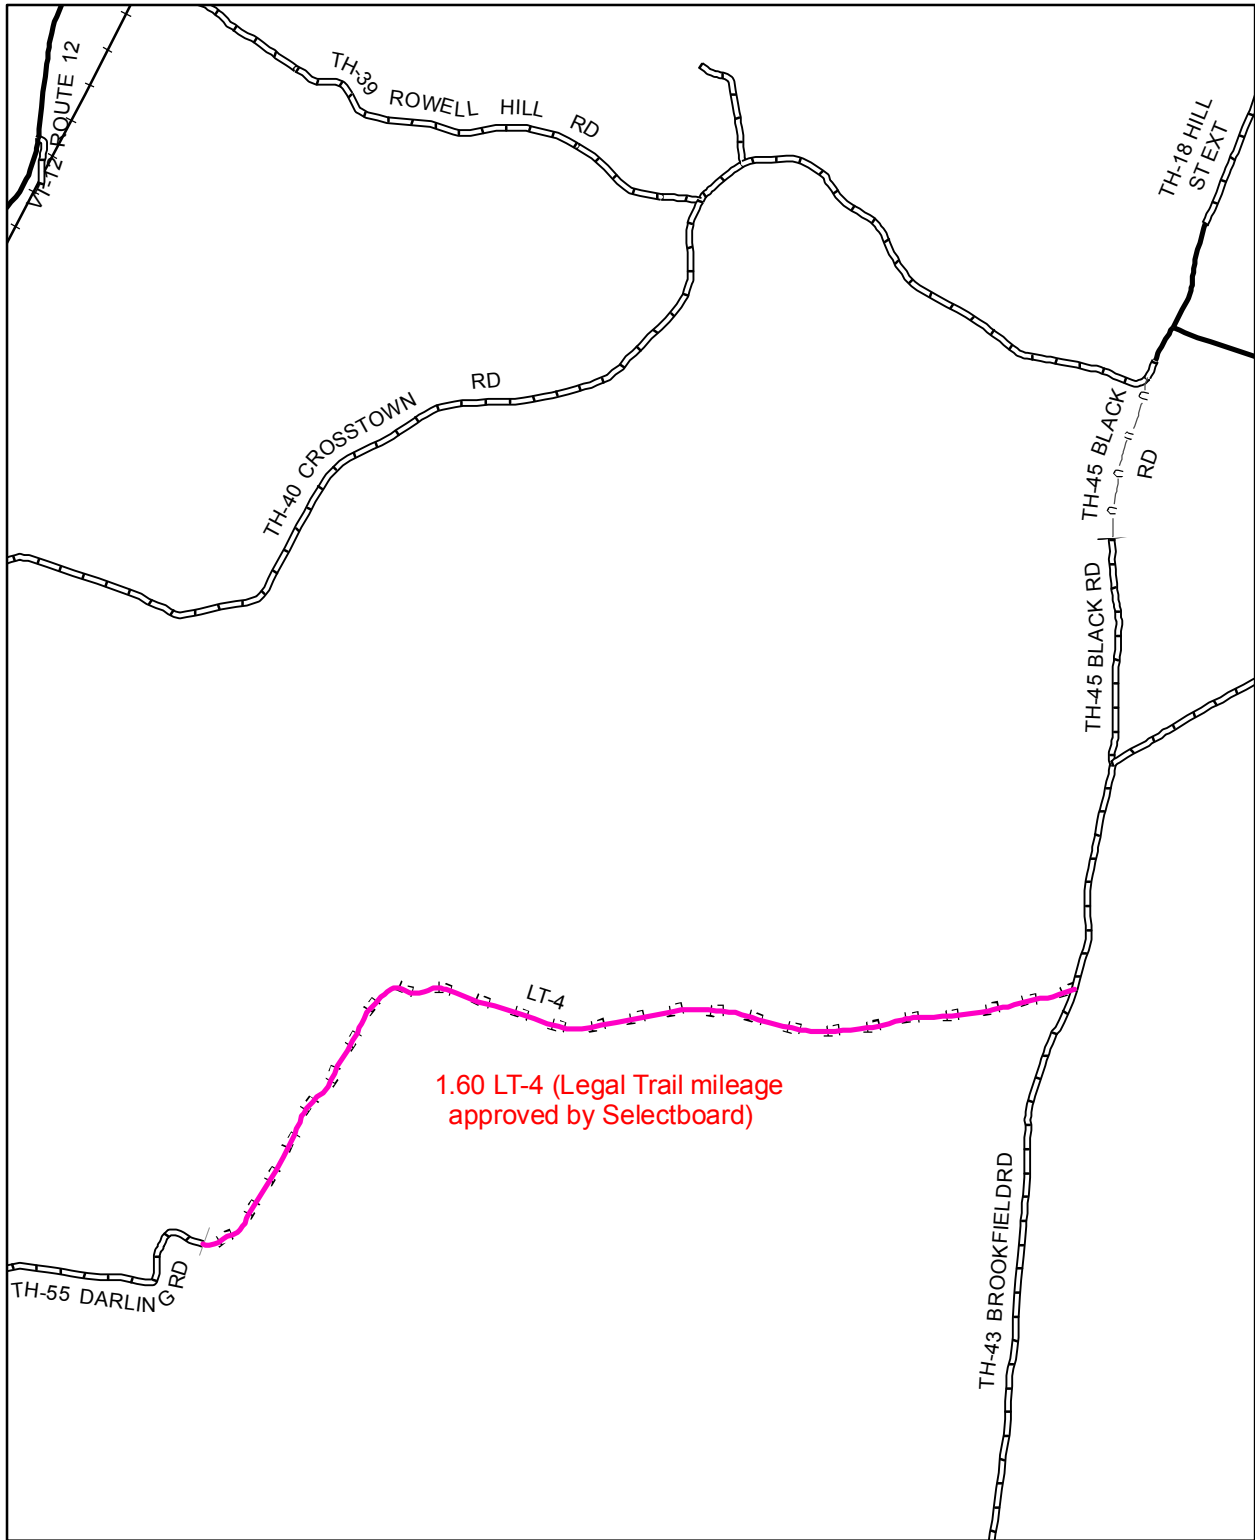 VT-12 ROUTE 12
TH-39 ROWELL HILL RD
TH-18 HILL
ST EXT
TH-40 CROSSTOWN RD
TH-45 BLACK
RD
TH-45 BLACK RD
LT-4
1.60 LT-4 (Legal Trail mileage
approved by Selectboard)
TH-43 BROOKFIELDRD
TH-55 DARLING RD